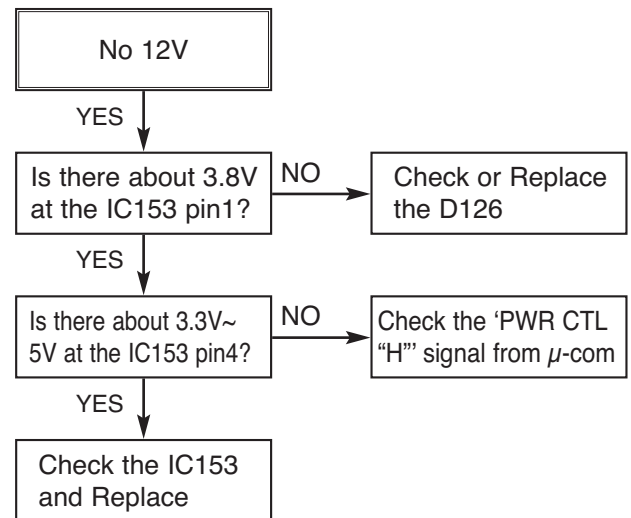 No 12V
YES
Is there about 3.8V
at the IC153 pin1?
NO
Check or Replace
the D126
YES
Is there about 3.3V~
5V at the IC153 pin4?
NO
Check the ‘PWR CTL
“H”’ signal from µ-com
YES
Check the IC153
and Replace